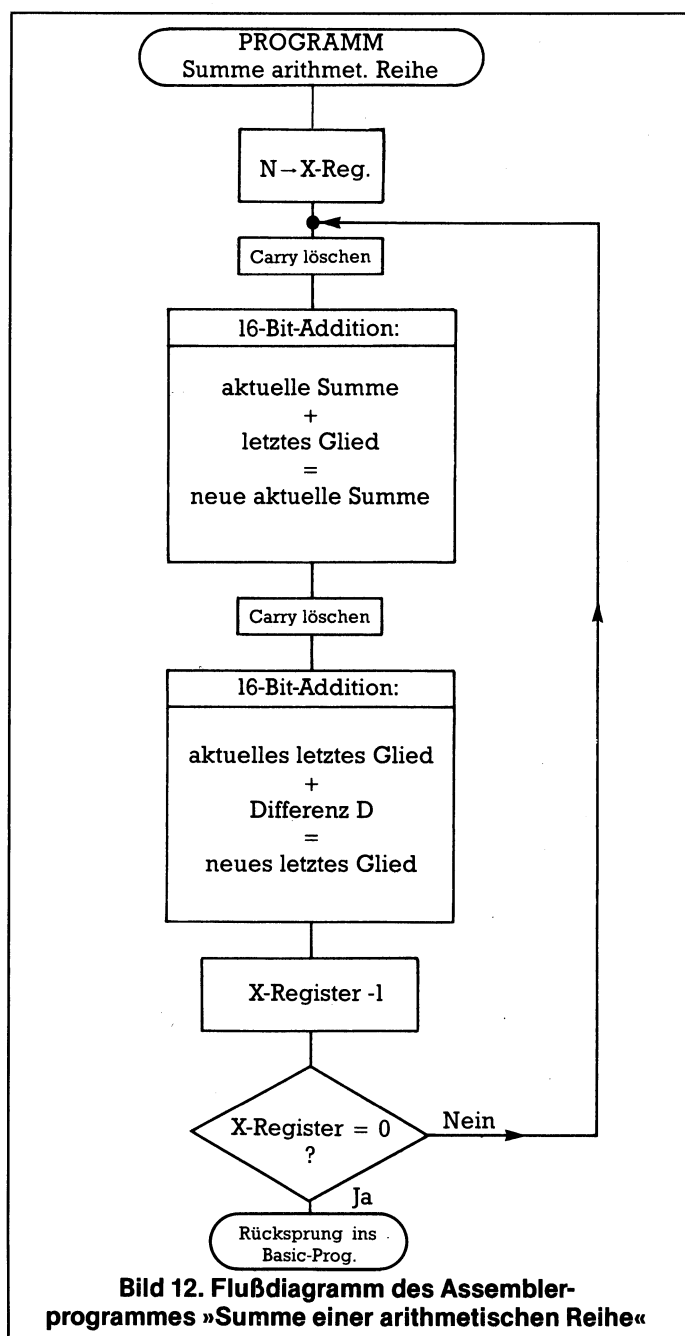 PROGRAMM
Summe arithmet. Reihe
N→X-Reg.
Carry löschen
16-Bit-Addition:
aktuelle Summe
+
letztes Glied
=
neue aktuelle Summe
Carry löschen
16-Bit-Addition:
aktuelles letztes Glied
+
Differenz D
=
neues letztes Glied
X-Register -1
X-Register = 0
?
Nein
Ja
Rücksprung ins
Basic-Prog.
Bild 12. Flußdiagramm des Assembler-
programmes »Summe einer arithmetischen Reihe«